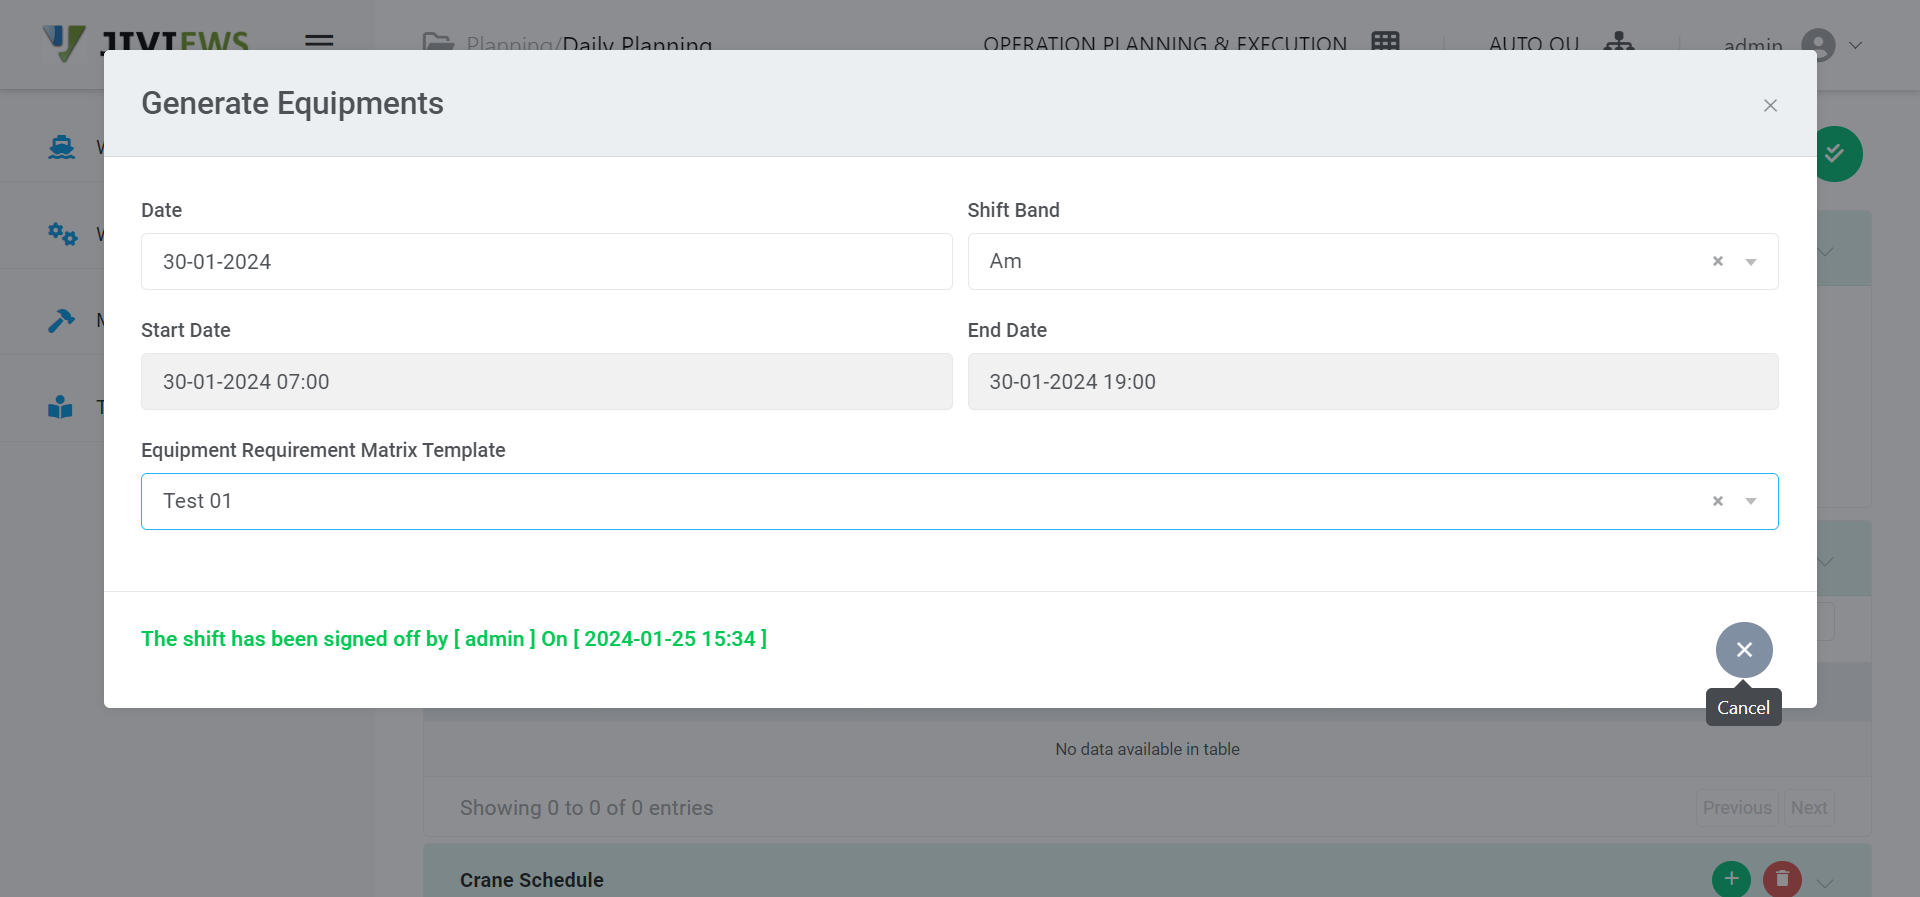 JIVIEWS
Planning/Daily Planning
OPERATION PLANNING & EXECUTION
AUTO OU
admin
Generate Equipments
Date
Shift Band
30-01-2024
Am
Start Date
End Date
30-01-2024 07:00
30-01-2024 19:00
Equipment Requirement Matrix Template
Test 01
The shift has been signed off by [ admin ] On [ 2024-01-25 15:34 ]
Cancel
No data available in table
Showing 0 to 0 of 0 entries
Previous
Next
Crane Schedule